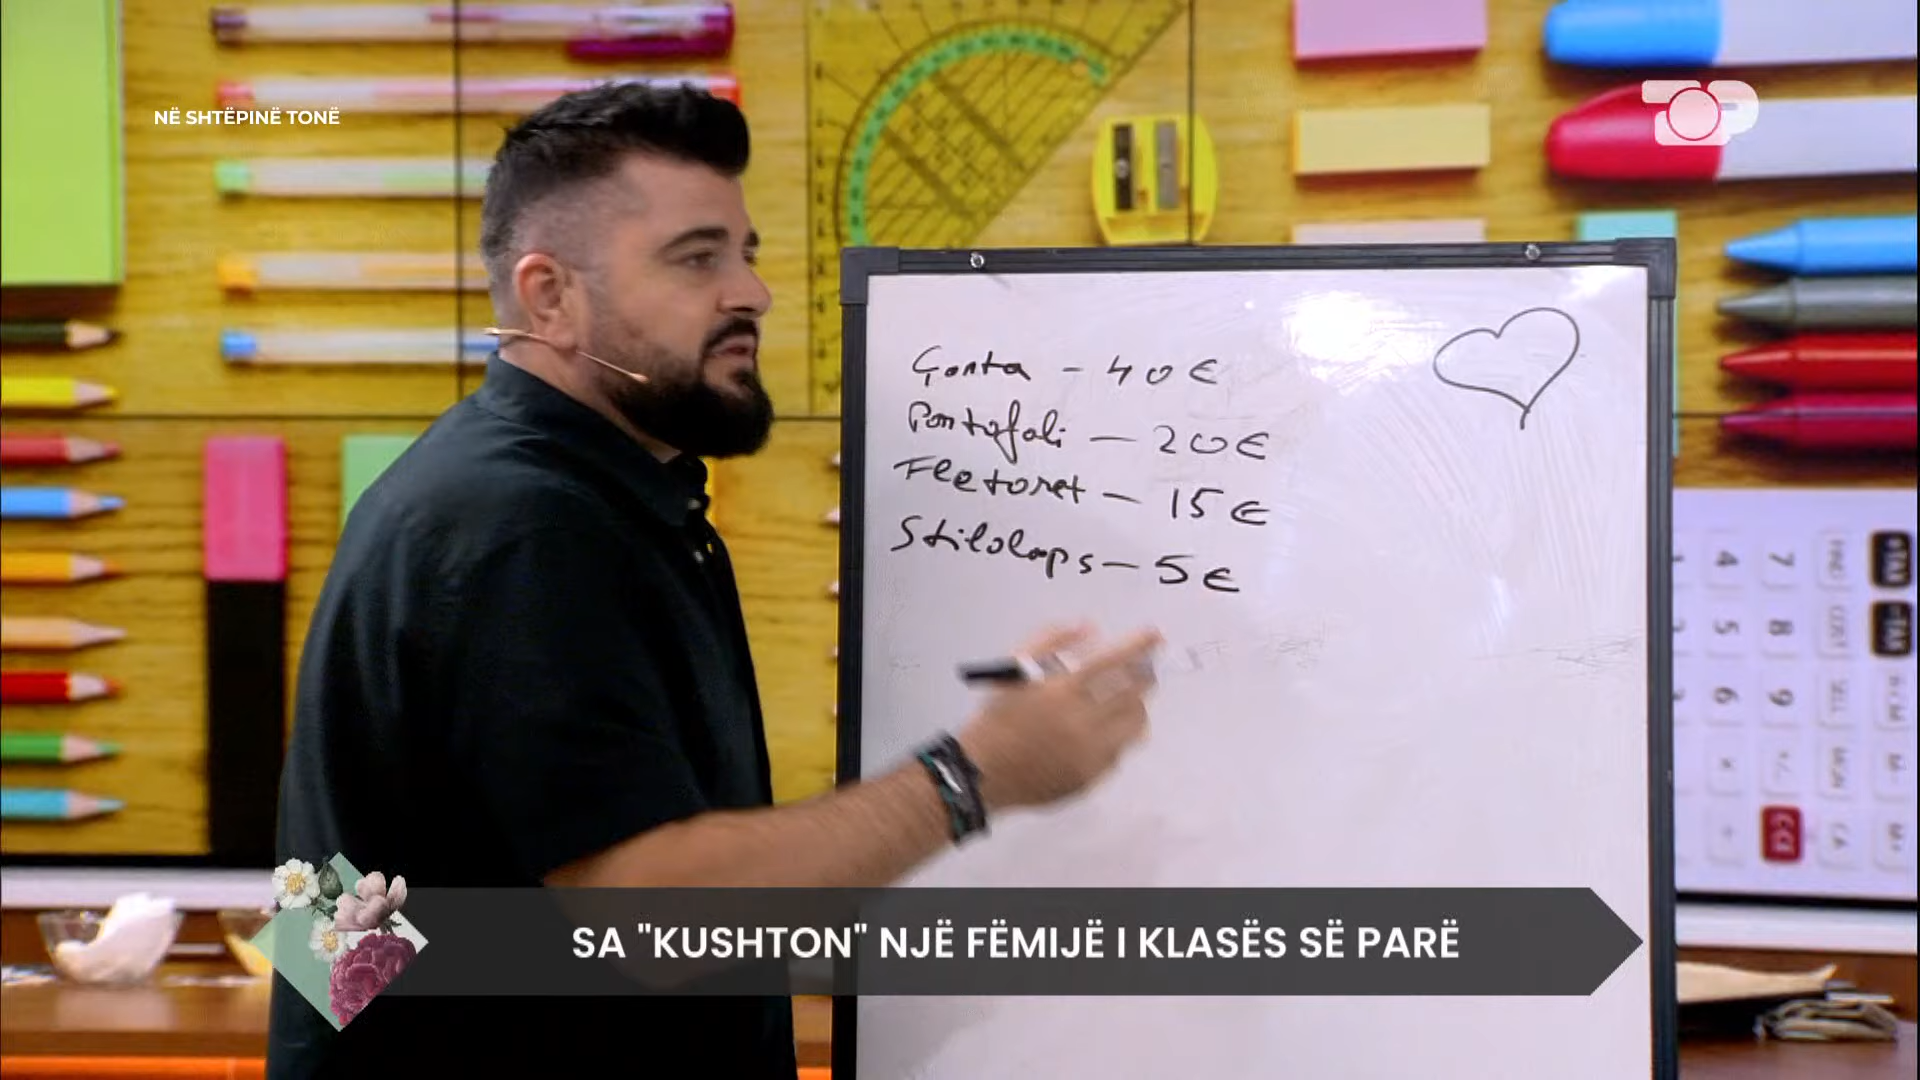 NË SHTËPINË TONË
Çanta - 40 €
Portofoli - 20€
Fletoret - 15€
Stilolaps - 5€
SA "KUSHTON" NJË FËMIJË I KLASËS SË PARË